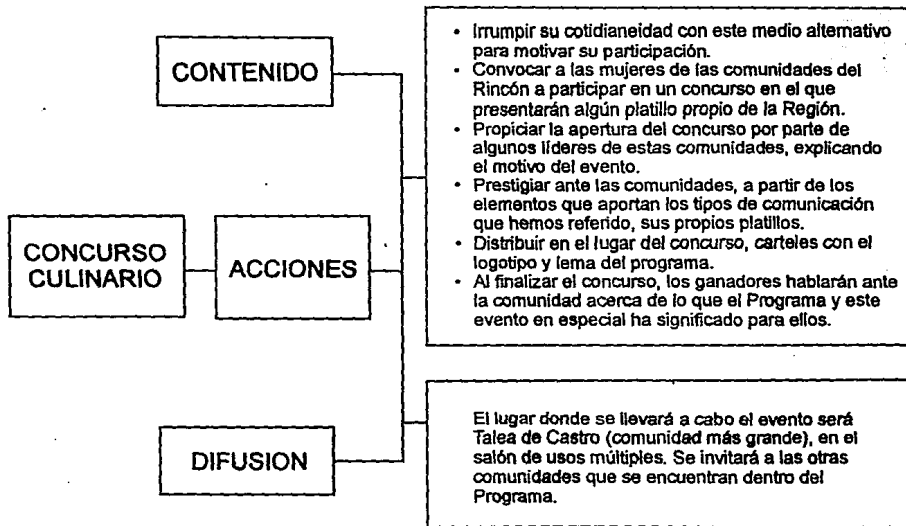 CONTENIDO
• Irrumpir su cotidianeidad con este medio alternativo
para motivar su participación.
• Convocar a las mujeres de las comunidades del
Rincón a participar en un concurso en el que
presentarán algún platillo propio de la Región.
• Propiciar la apertura del concurso por parte de
algunos líderes de estas comunidades, explicando
el motivo del evento.
• Prestigiar ante las comunidades, a partir de los
elementos que aportan los tipos de comunicación
que hemos referido, sus propios platillos.
• Distribuir en el lugar del concurso, carteles con el
logotipo y lema del programa.
• Al finalizar el concurso, los ganadores hablarán ante
la comunidad acerca de lo que el Programa y este
evento en especial ha significado para ellos.
CONCURSO
CULINARIO
ACCIONES
DIFUSION
El lugar donde se llevará a cabo el evento será
Talea de Castro (comunidad más grande), en el
salón de usos múltiples. Se invitará a las otras
comunidades que se encuentran dentro del
Programa.